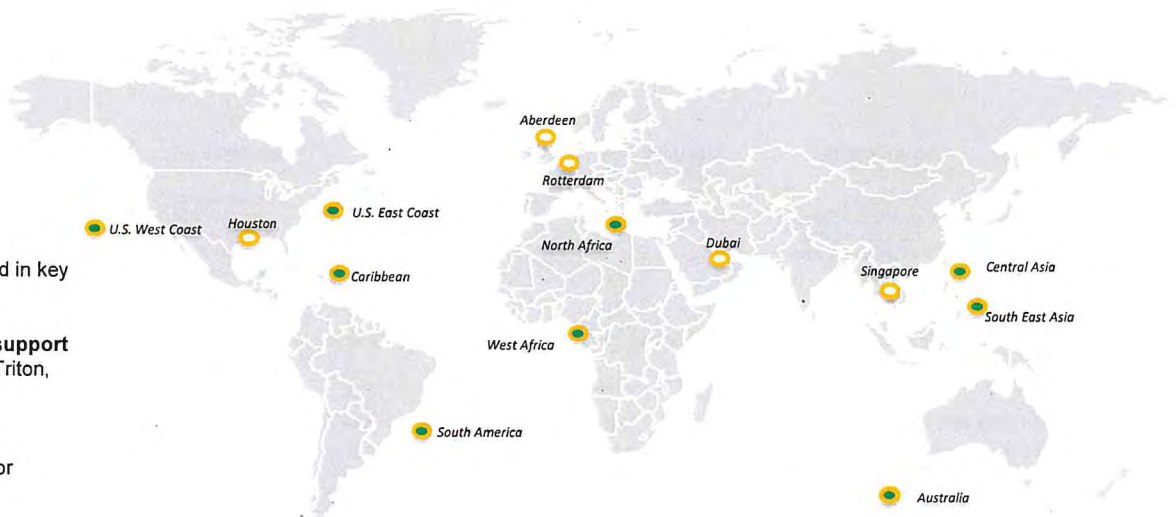 Aberdeen
Rotterdam
U.S. East Coast
U.S. West Coast
Houston
North Africa
Dubai
d in key
Caribbean
Singapore
Central Asia
South East Asia
support
West Africa
Triton,
South America
or
Australia